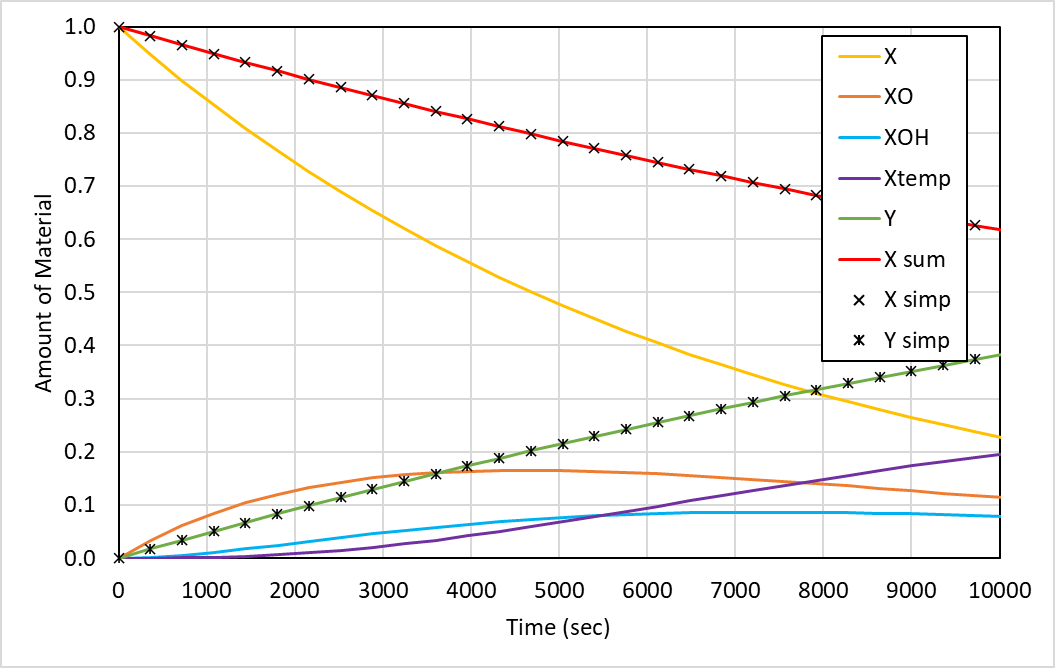 1.0
0.9
0.8
0.7
0.6
0.5
0.4
0.3
0.2
0.1
0.0
Amount of Material
X
XO
XOH
Xtemp
Y
X sum
X simp
Y simp
0 1000 2000 3000 4000 5000 6000 7000 8000 9000 10000
Time (sec)